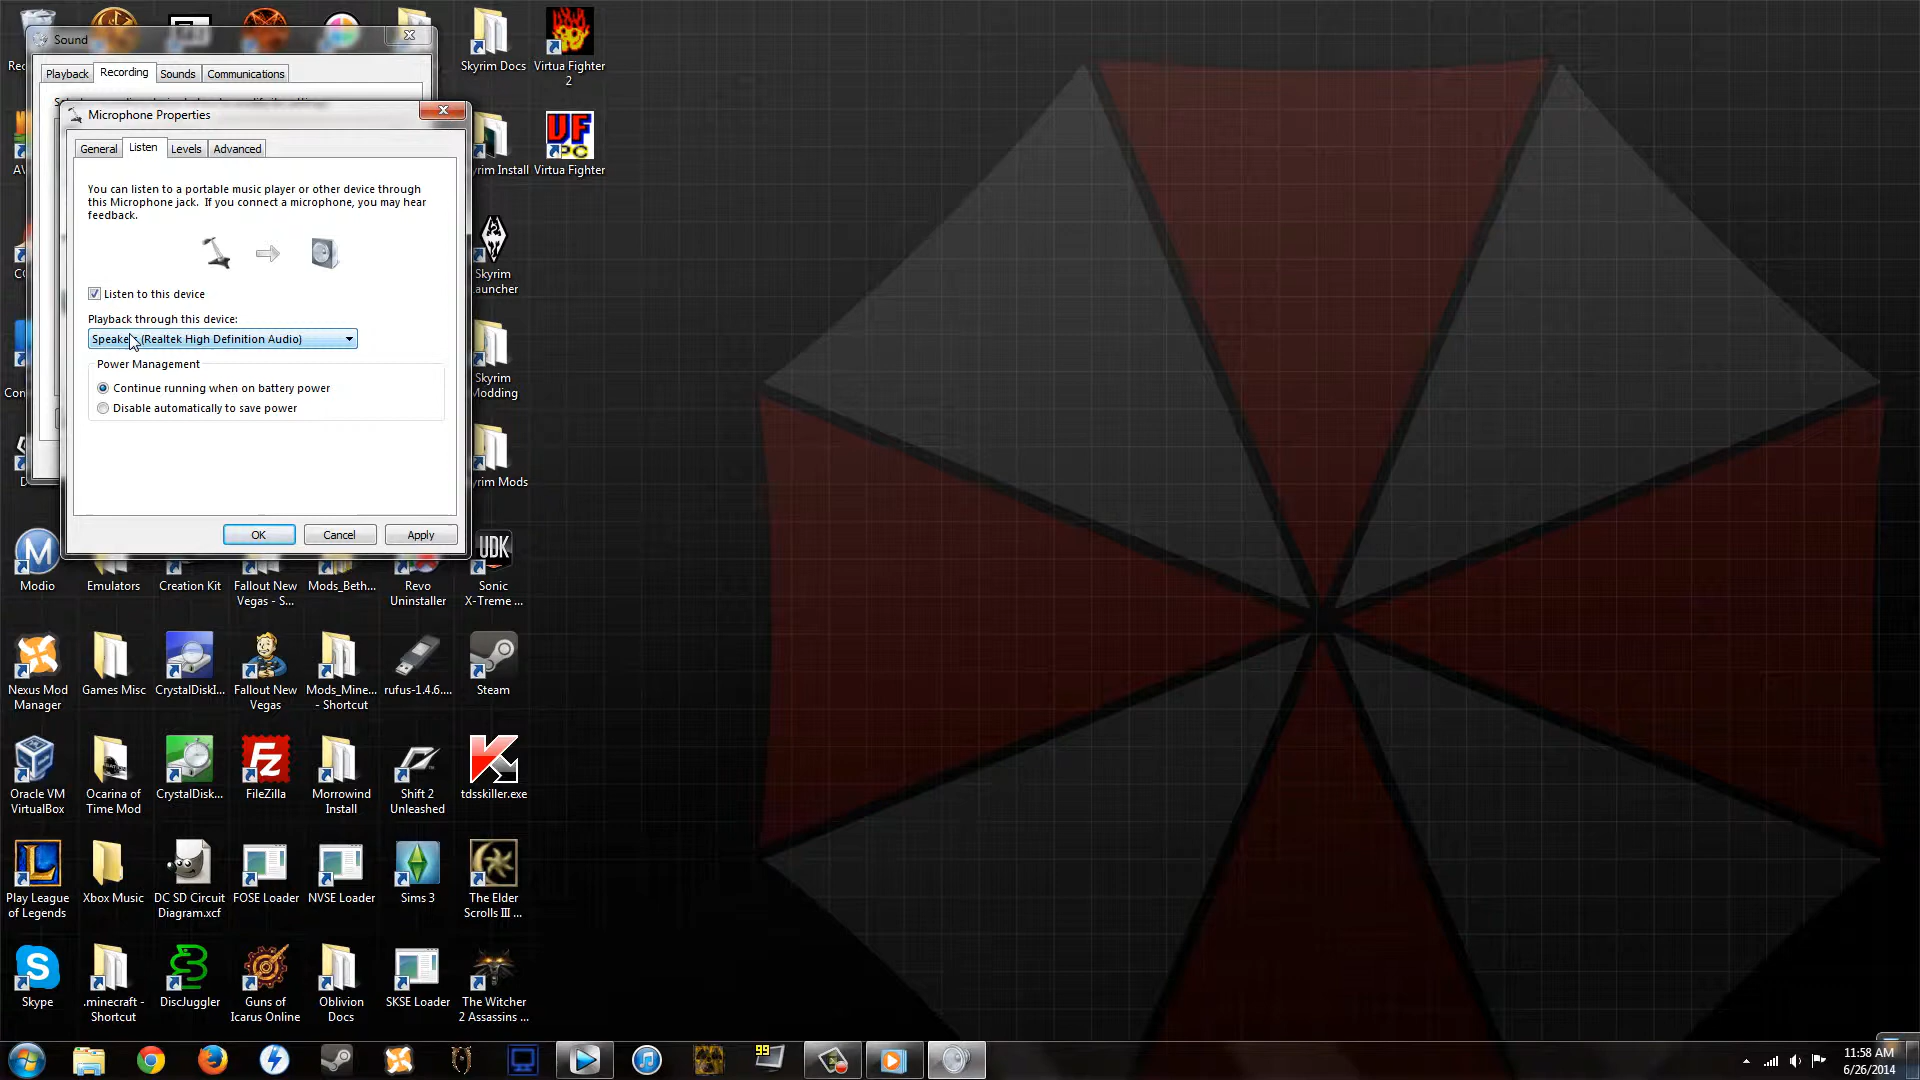 Sound
Playback
Recording
Sounds
Communications
Microphone Properties
General
Listen
Levels
Advanced
You can listen to a portable music player or other device through
this Microphone jack. If you connect a microphone, you may hear
feedback.
Listen to this device
Playback through this device:
(Realtek High Definition Audio)
Power Management
Continue running when on battery power
Disable automatically to save power
OK
Cancel
Apply
Skyrim Docs
Virtua Fighter
2
Install
VF
PC
Virtua Fighter
Skyrim
Skyrim
Modding
Mods
Modio
Emulators
Creation Kit
Fallout New
Vegas - S...
Mods_Beth...
Revo
Uninstaller
UDK
Sonic
X-Treme ...
Nexus Mod
Manager
Games Misc
CrystalDiskI...
Fallout New
Vegas
Mods_Mine...
- Shortcut
rufus-1.4.6....
Steam
Oracle VM
VirtualBox
Ocarina of
Time Mod
CrystalDisk...
Fz
FileZilla
Morrowind
Install
Shift 2
Unleashed
tdsskiller.exe
Play League
of Legends
Xbox Music
DC SD Circuit
Diagram.xcf
FOSE Loader
NVSE Loader
Sims 3
The Elder
Scrolls III ...
Skype
.minecraft -
Shortcut
DiscJuggler
Guns of
Icarus Online
Oblivion
Docs
SKSE Loader
The Witcher
2 Assassins ...
99
11:58 AM
6/26/2014